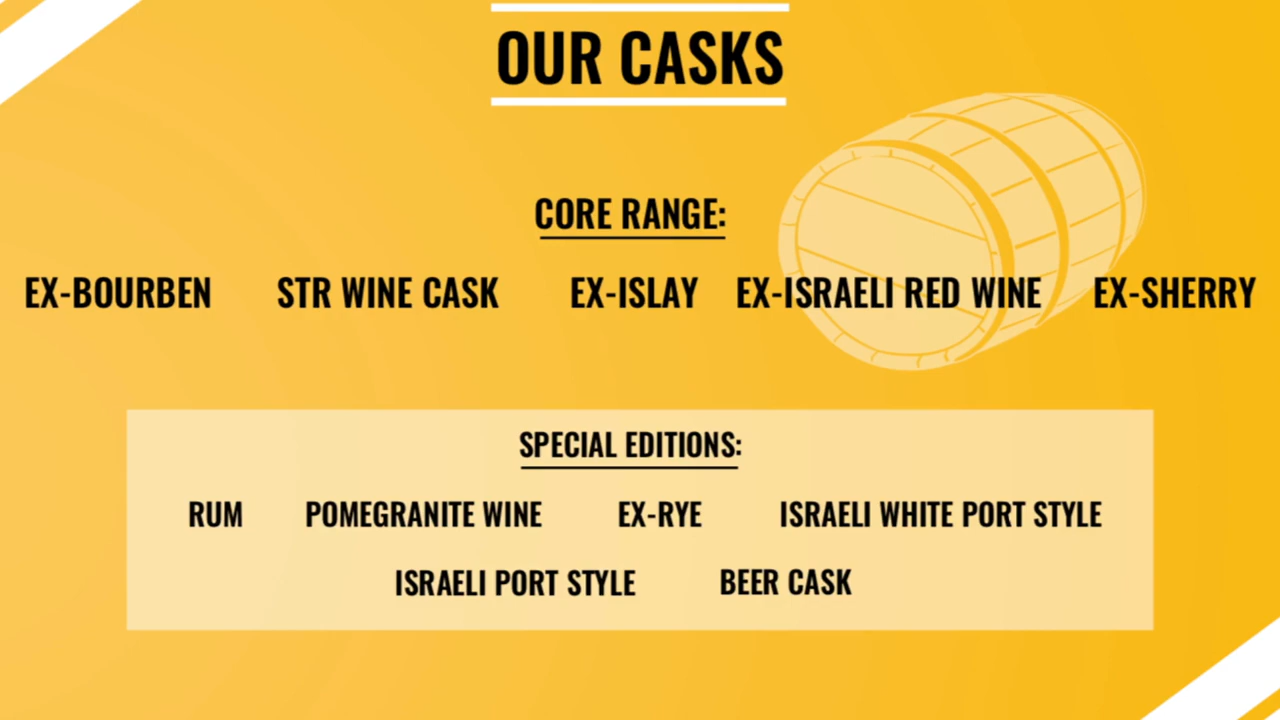 OUR CASKS
CORE RANGE:
EX-BOURBEN STR WINE CASK EX-ISLAY EX-ISRAELI RED WINE EX-SHERRY
SPECIAL EDITIONS:
RUM POMEGRANITE WINE EX-RYE ISRAELI WHITE PORT STYLE
ISRAELI PORT STYLE BEER CASK